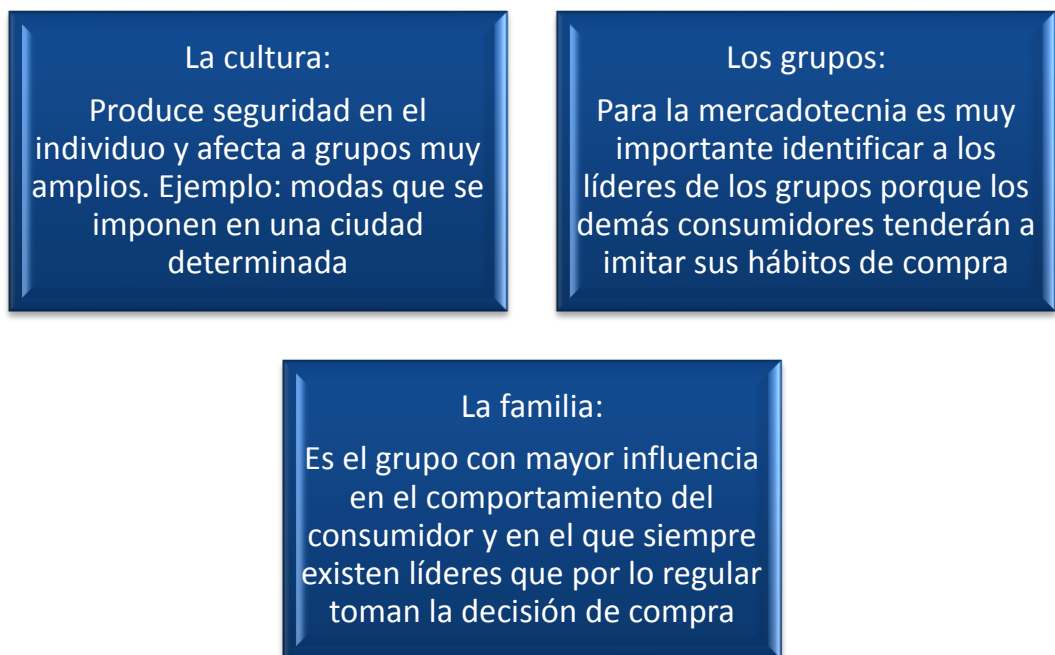 La cultura:
Produce seguridad en el
individuo y afecta a grupos muy
amplios. Ejemplo: modas que se
imponen en una ciudad
determinada
Los grupos:
Para la mercadotecnia es muy
importante identificar a los
líderes de los grupos porque los
demás consumidores tenderán a
imitar sus hábitos de compra
La familia:
Es el grupo con mayor influencia
en el comportamiento del
consumidor y en el que siempre
existen líderes que por lo regular
toman la decisión de compra